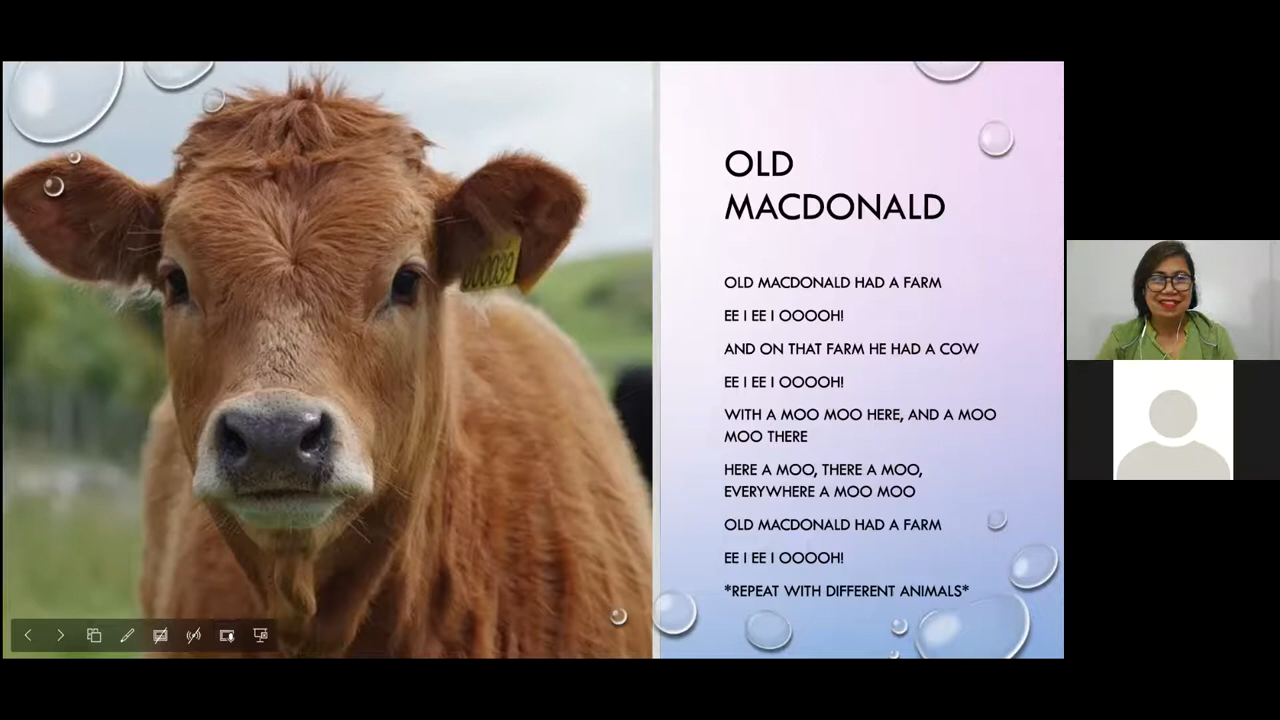 OLD
MACDONALD
OLD MACDONALD HAD A FARM
EE I EE I OOOOH!
AND ON THAT FARM HE HAD A COW
EE I EE I OOOOH!
WITH A MOO MOO HERE, AND A MOO
MOO THERE
HERE A MOO, THERE A MOO,
EVERYWHERE A MOO MOO
OLD MACDONALD HAD A FARM
EE I EE I OOOOH!
*REPEAT WITH DIFFERENT ANIMALS*
000039